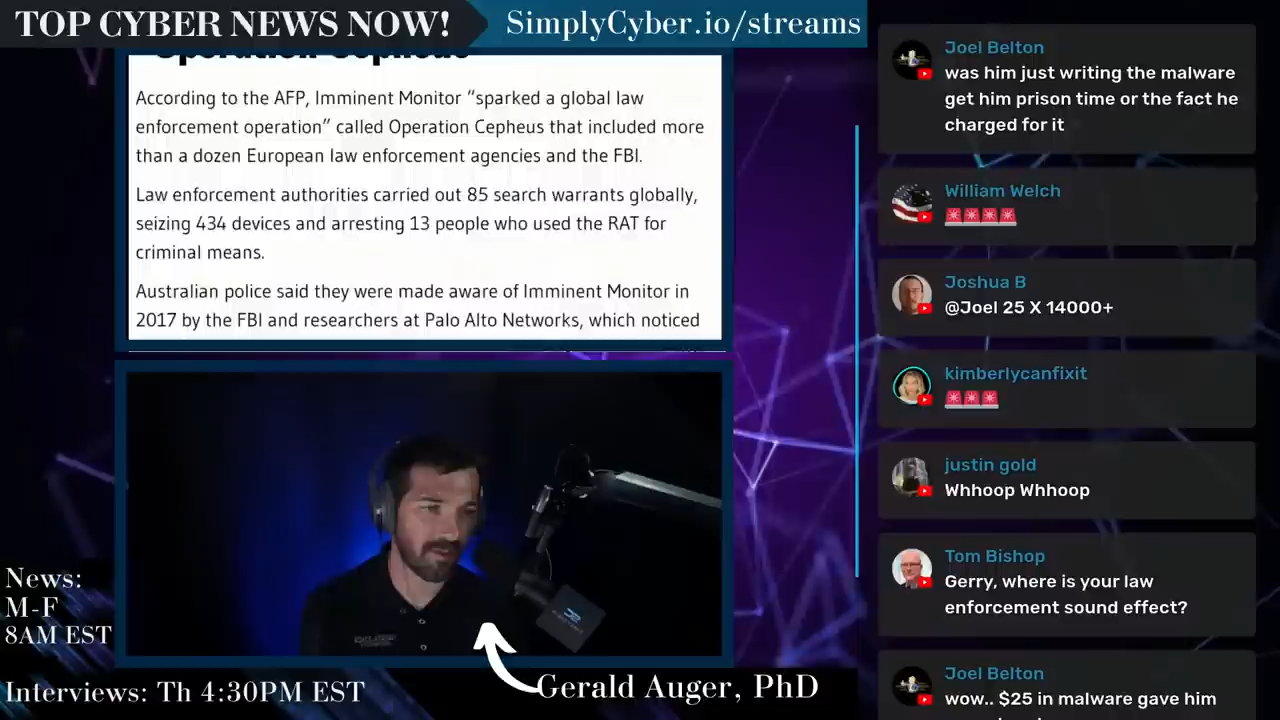 TOP CYBER NEWS NOW!
SimplyCyber.io/streams
Operation Cepheus
According to the AFP, Imminent Monitor “sparked a global law
enforcement operation” called Operation Cepheus that included more
than a dozen European law enforcement agencies and the FBI.
Law enforcement authorities carried out 85 search warrants globally,
seizing 434 devices and arresting 13 people who used the RAT for
criminal means.
Australian police said they were made aware of Imminent Monitor in
2017 by the FBI and researchers at Palo Alto Networks, which noticed
News:
M-F
8AM EST
Interviews: Th 4:30PM EST
Gerald Auger, PhD
Joel Belton
was him just writing the malware
get him prison time or the fact he
charged for it
William Welch
Joshua B
@Joel 25 X 14000+
kimberlycanfixit
justin gold
Whhoop Whhoop
Tom Bishop
Gerry, where is your law
enforcement sound effect?
Joel Belton
wow.. $25 in malware gave him